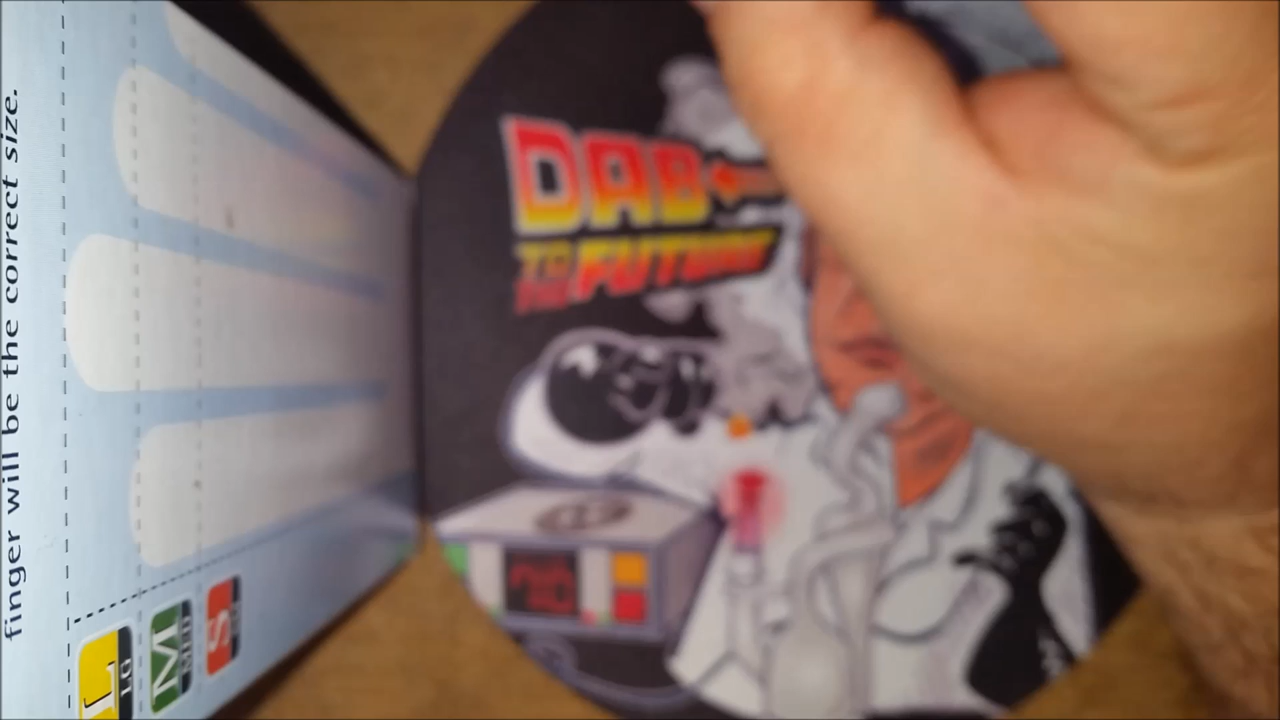 finger will be the correct size.
DAB
TO THE FUTURE
L
M
S